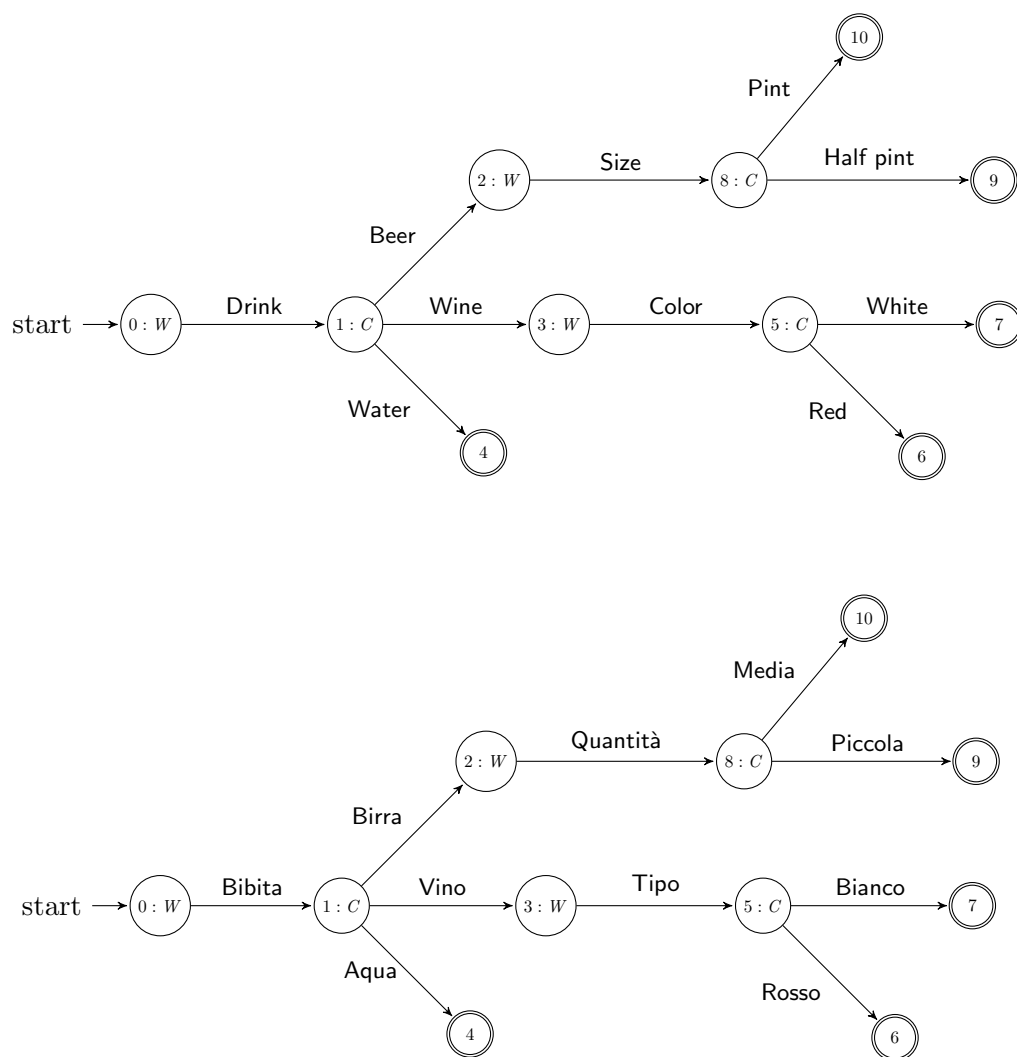 10
Pint
Size
Half pint
2 : W
8 : C
9
Beer
start
0 : W
Drink
1 : C
Wine
3 : W
Color
5 : C
White
7
Water
Red
4
6
10
Media
Quantità
Piccola
2 : W
8 : C
9
Birra
start
0 : W
Bibita
1 : C
Vino
3 : W
Tipo
5 : C
Bianco
7
Aqua
Rosso
4
6